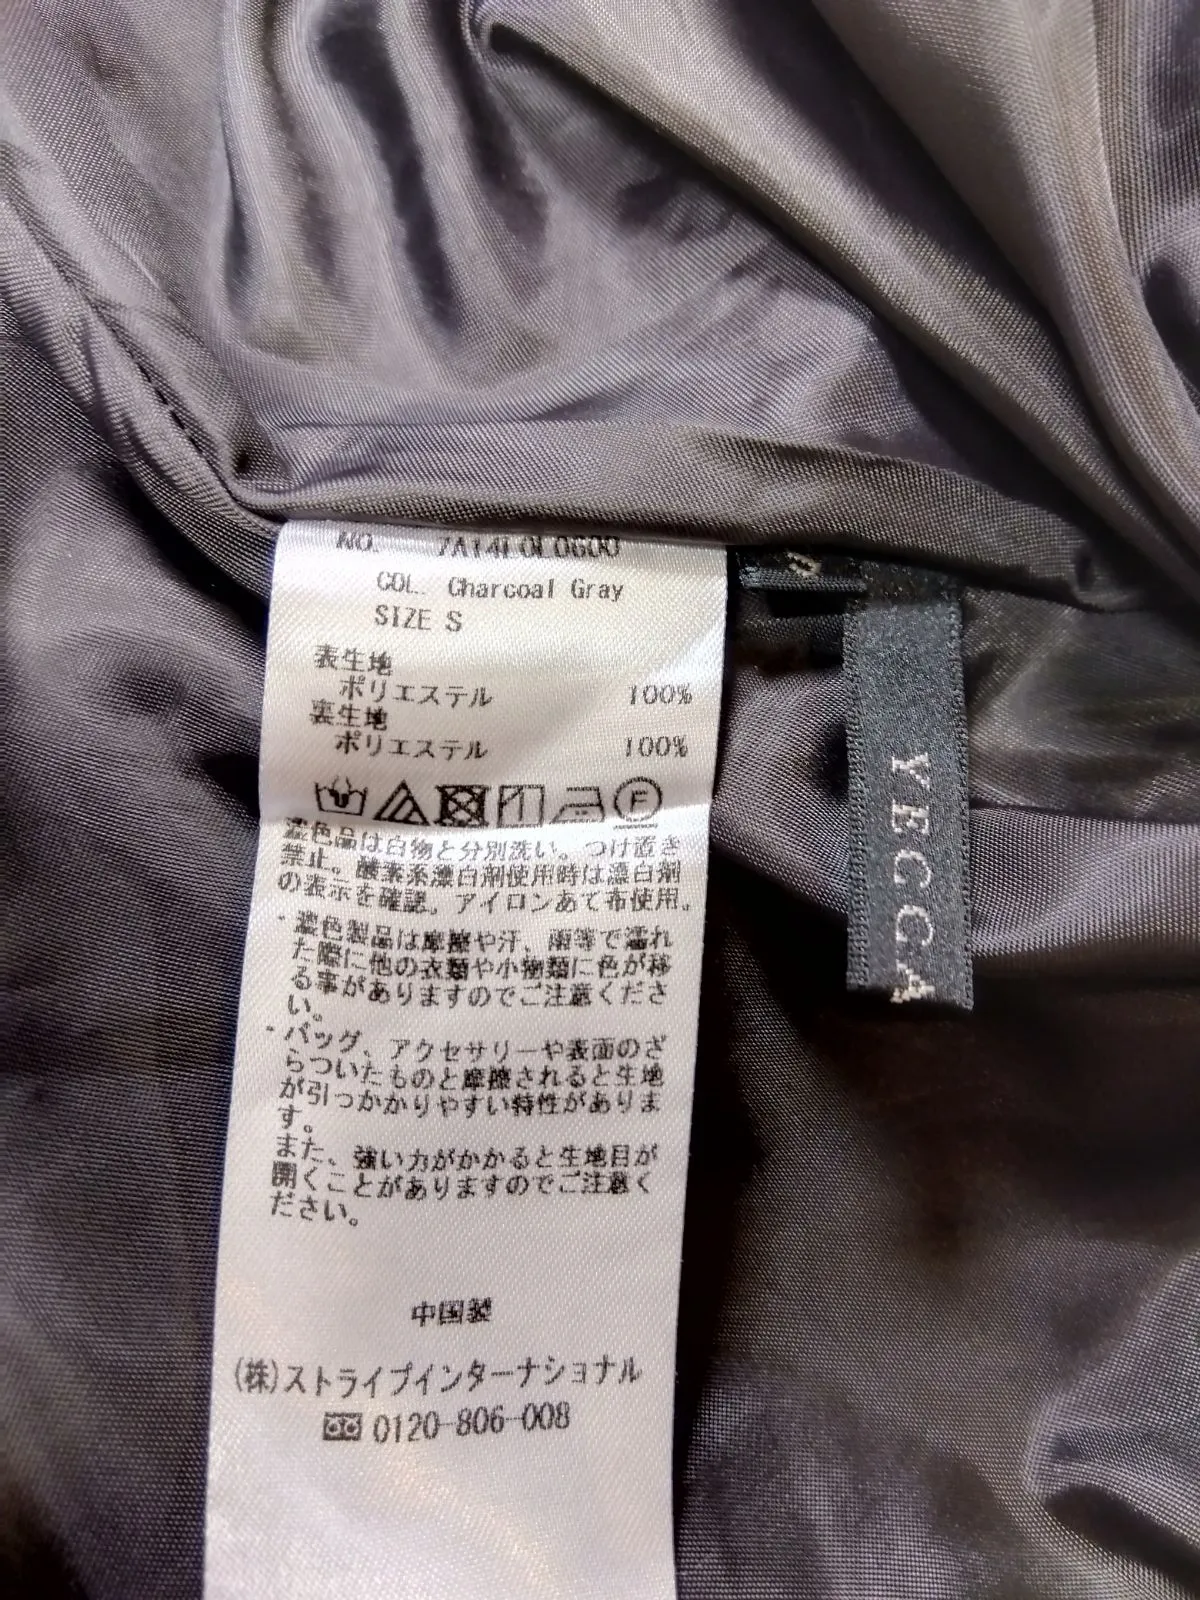 NO. 7A14L0L0600
COL. Charcoal Gray
SIZE S
表生地
ポリエステル 100%
裏生地
ポリエステル 100%
F
濃色品は白物と分別洗い。つけ置き
禁止。酸素系漂白剤使用時は漂白剤
の表示を確認。アイロンあて布使用。
・濃色製品は摩擦や汗、雨等で濡れ
た際に他の衣類や小物類に色が移
る事がありますのでご注意くださ
い。
・バッグ、アクセサリーや表面のざ
らついたものと摩擦されると生地
が引っかかりやすい特性がありま
す。
また、強い力がかかると生地目が
開くことがありますのでご注意く
ださい。
中国製
(株)ストライプインターナショナル
0120-806-008
YEGGA